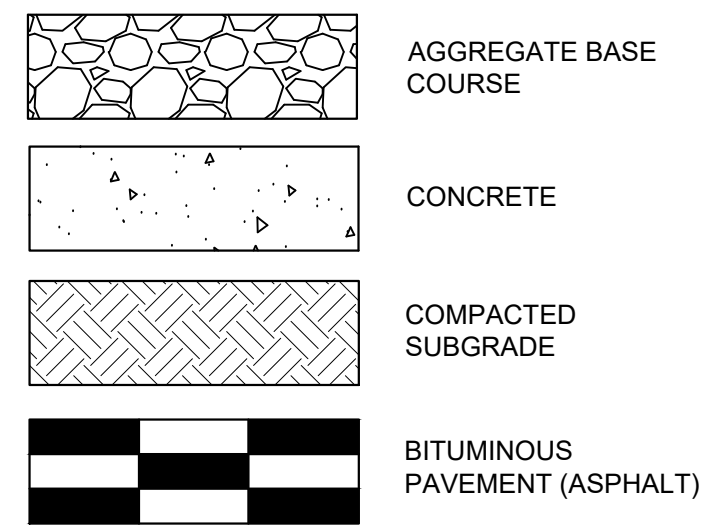 AGGREGATE BASE
COURSE
CONCRETE
COMPACTED
SUBGRADE
BITUMINOUS
PAVEMENT (ASPHALT)